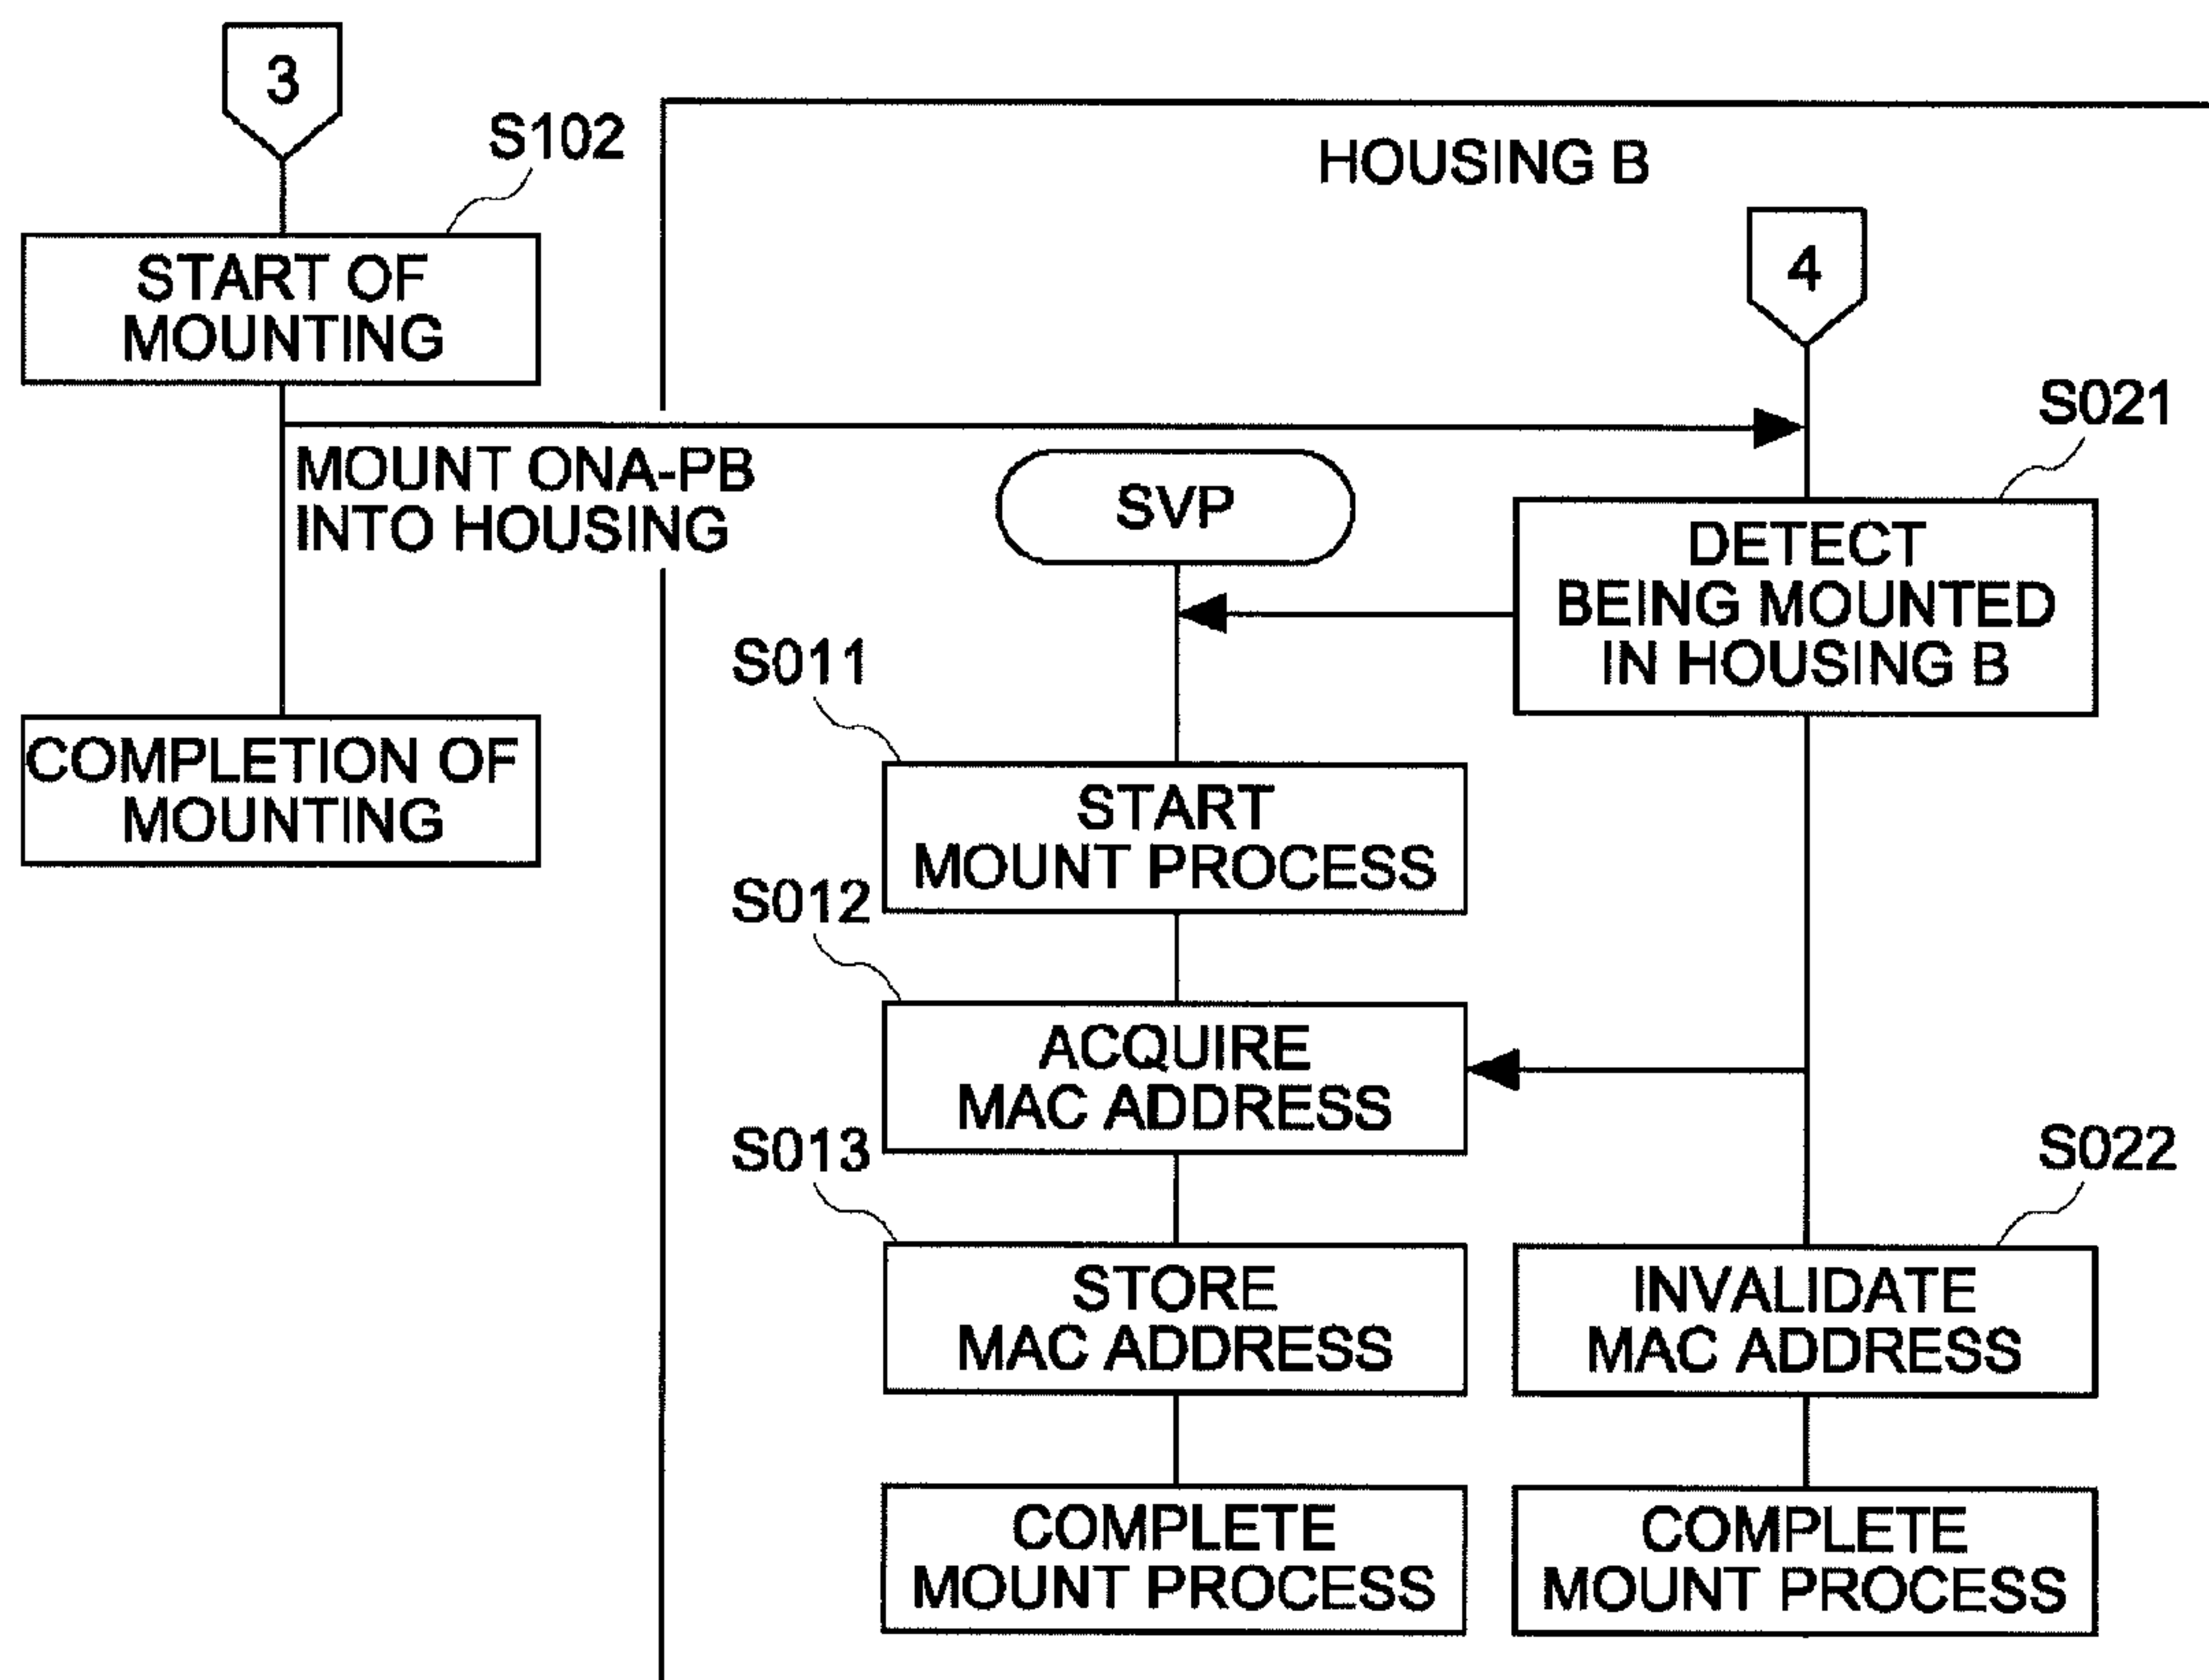 3
S102
HOUSING B
START OF
MOUNTING
4
MOUNT ONA-PB
INTO HOUSING
S021
SVP
DETECT
BEING MOUNTED
IN HOUSING B
S011
COMPLETION OF
MOUNTING
START
MOUNT PROCESS
S012
ACQUIRE
MAC ADDRESS
S013
S022
STORE
MAC ADDRESS
INVALIDATE
MAC ADDRESS
COMPLETE
MOUNT PROCESS
COMPLETE
MOUNT PROCESS